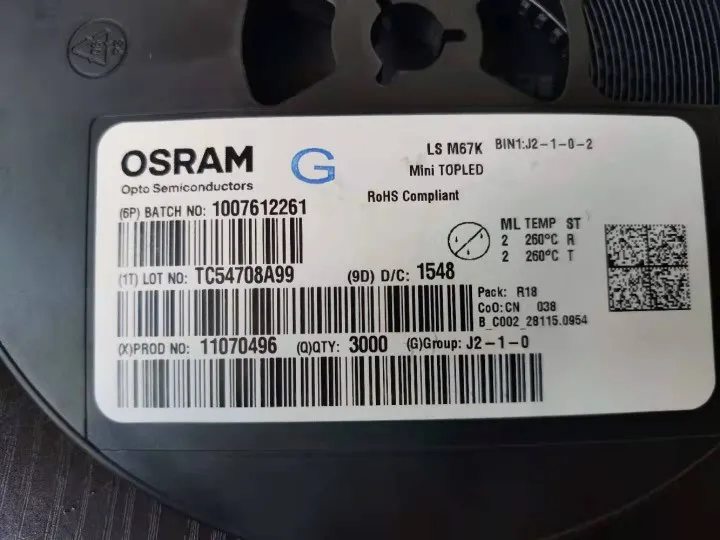 OSRAM
Opto Semiconductors
G
LS M67K BIN1:J2-1-0-2
Mini TOPLED
RoHS Compliant
(6P) BATCH NO: 1007612261
ML TEMP ST
2 260°C R
2 260°C T
(1T) LOT NO: TC54708A99 (9D) D/C: 1548
Pack: R18
CoO:CN 038
B_C002_28115.0954
(X)PROD NO: 11070496 (Q)QTY: 3000 (G)Group: J2-1-0